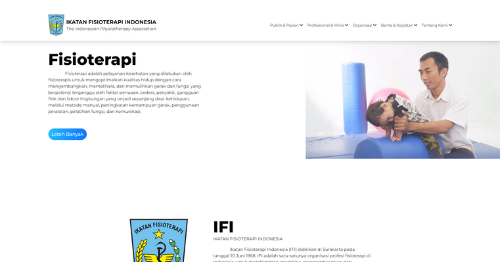 IKATAN FISIOTERAPI INDONESIA
The Indonesian Physiotherapy Association
Publik & Pasien Professional & Klinis Organisasi Berita & Kegiatan Tentang Kami
Fisioterapi
Fisioterapi adalah pelayanan kesehatan yang dilakukan oleh
fisioterapis untuk mengoptimalkan kualitas hidup dengan cara
mengembangkan, memelihara, dan memulihkan gerak dan fungsi yang
berpotensi terganggu oleh faktor penuaan, cedera, penyakit, gangguan
fisik dan faktor lingkungan yang terjadi sepanjang daur kehidupan,
melalui metode manual, peningkatan kemampuan gerak, penggunaan
peralatan, pelatihan fungsi, dan komunikasi.
Lebih Banyak
IKATAN FISIOTERAPI
IFI
IKATAN FISIOTERAPI INDONESIA
Ikatan Fisioterapi Indonesia (IFI) didirikan di Surakarta pada
tanggal 10 Juni 1968. IFI adalah satu-satunya organisasi profesi fisioterapi di